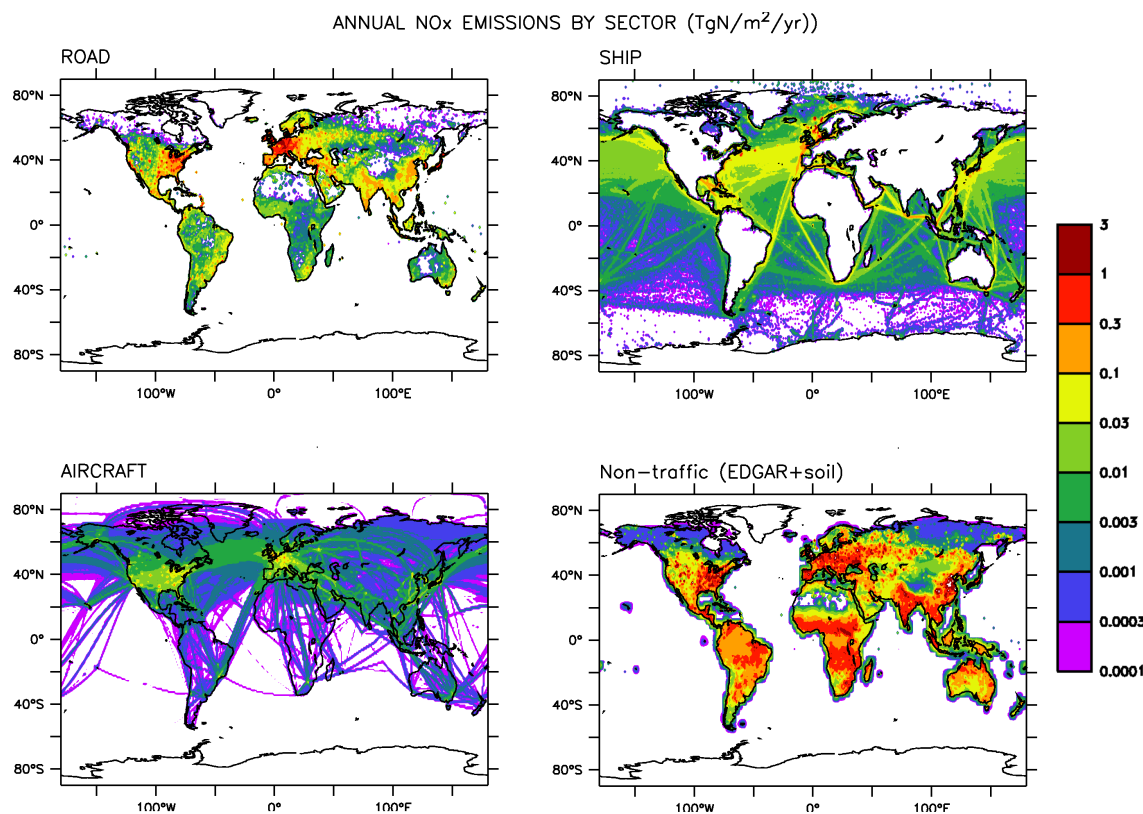 ANNUAL NOx EMISSIONS BY SECTOR (TgN/m²/yr))
ROAD
SHIP
80°N
40°N
0°
40°S
80°S
100°W
0°
100°E
80°N
40°N
0°
40°S
80°S
100°W
0°
100°E
3
1
0.3
0.1
0.03
0.01
0.003
0.001
0.0003
0.0001
AIRCRAFT
Non-traffic (EDGAR+soil)
80°N
40°N
0°
40°S
80°S
100°W
0°
100°E
80°N
40°N
0°
40°S
80°S
100°W
0°
100°E